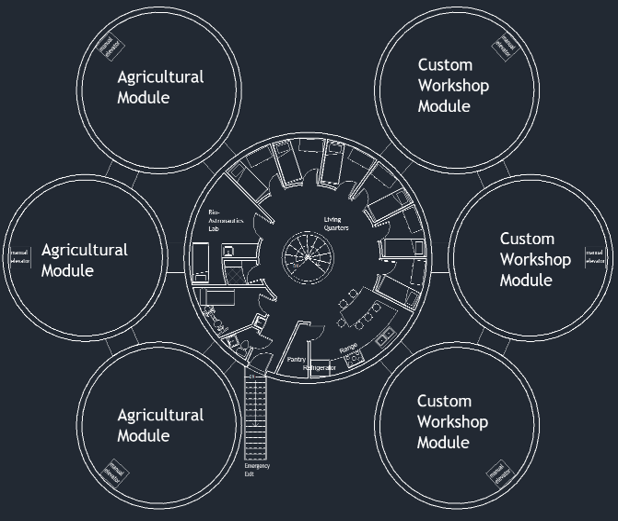 manual
elevator
Agricultural
Module
Custom
Workshop
Module
manual
elevator
Bio-
Astronautics
Lab
Living
Quarters
manual
elevator
Agricultural
Module
Custom
Workshop
Module
manual
elevator
Range
Pantry
Refrigerator
Agricultural
Module
Custom
Workshop
Module
manual
elevator
Emergency
Exit
manual
elevator